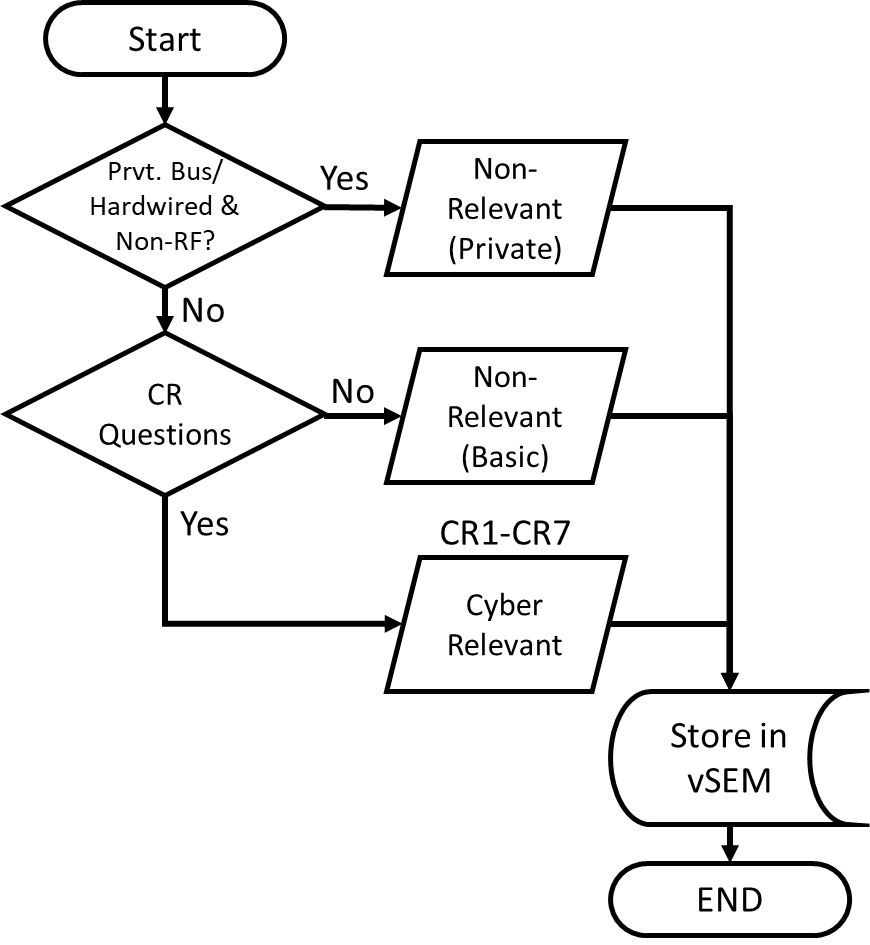 Start
Prvt. Bus/
Hardwired &
Non-RF?
Yes
Non-
Relevant
(Private)
No
CR
Questions
No
Non-
Relevant
(Basic)
Yes
CR1-CR7
Cyber
Relevant
Store in
vSEM
END